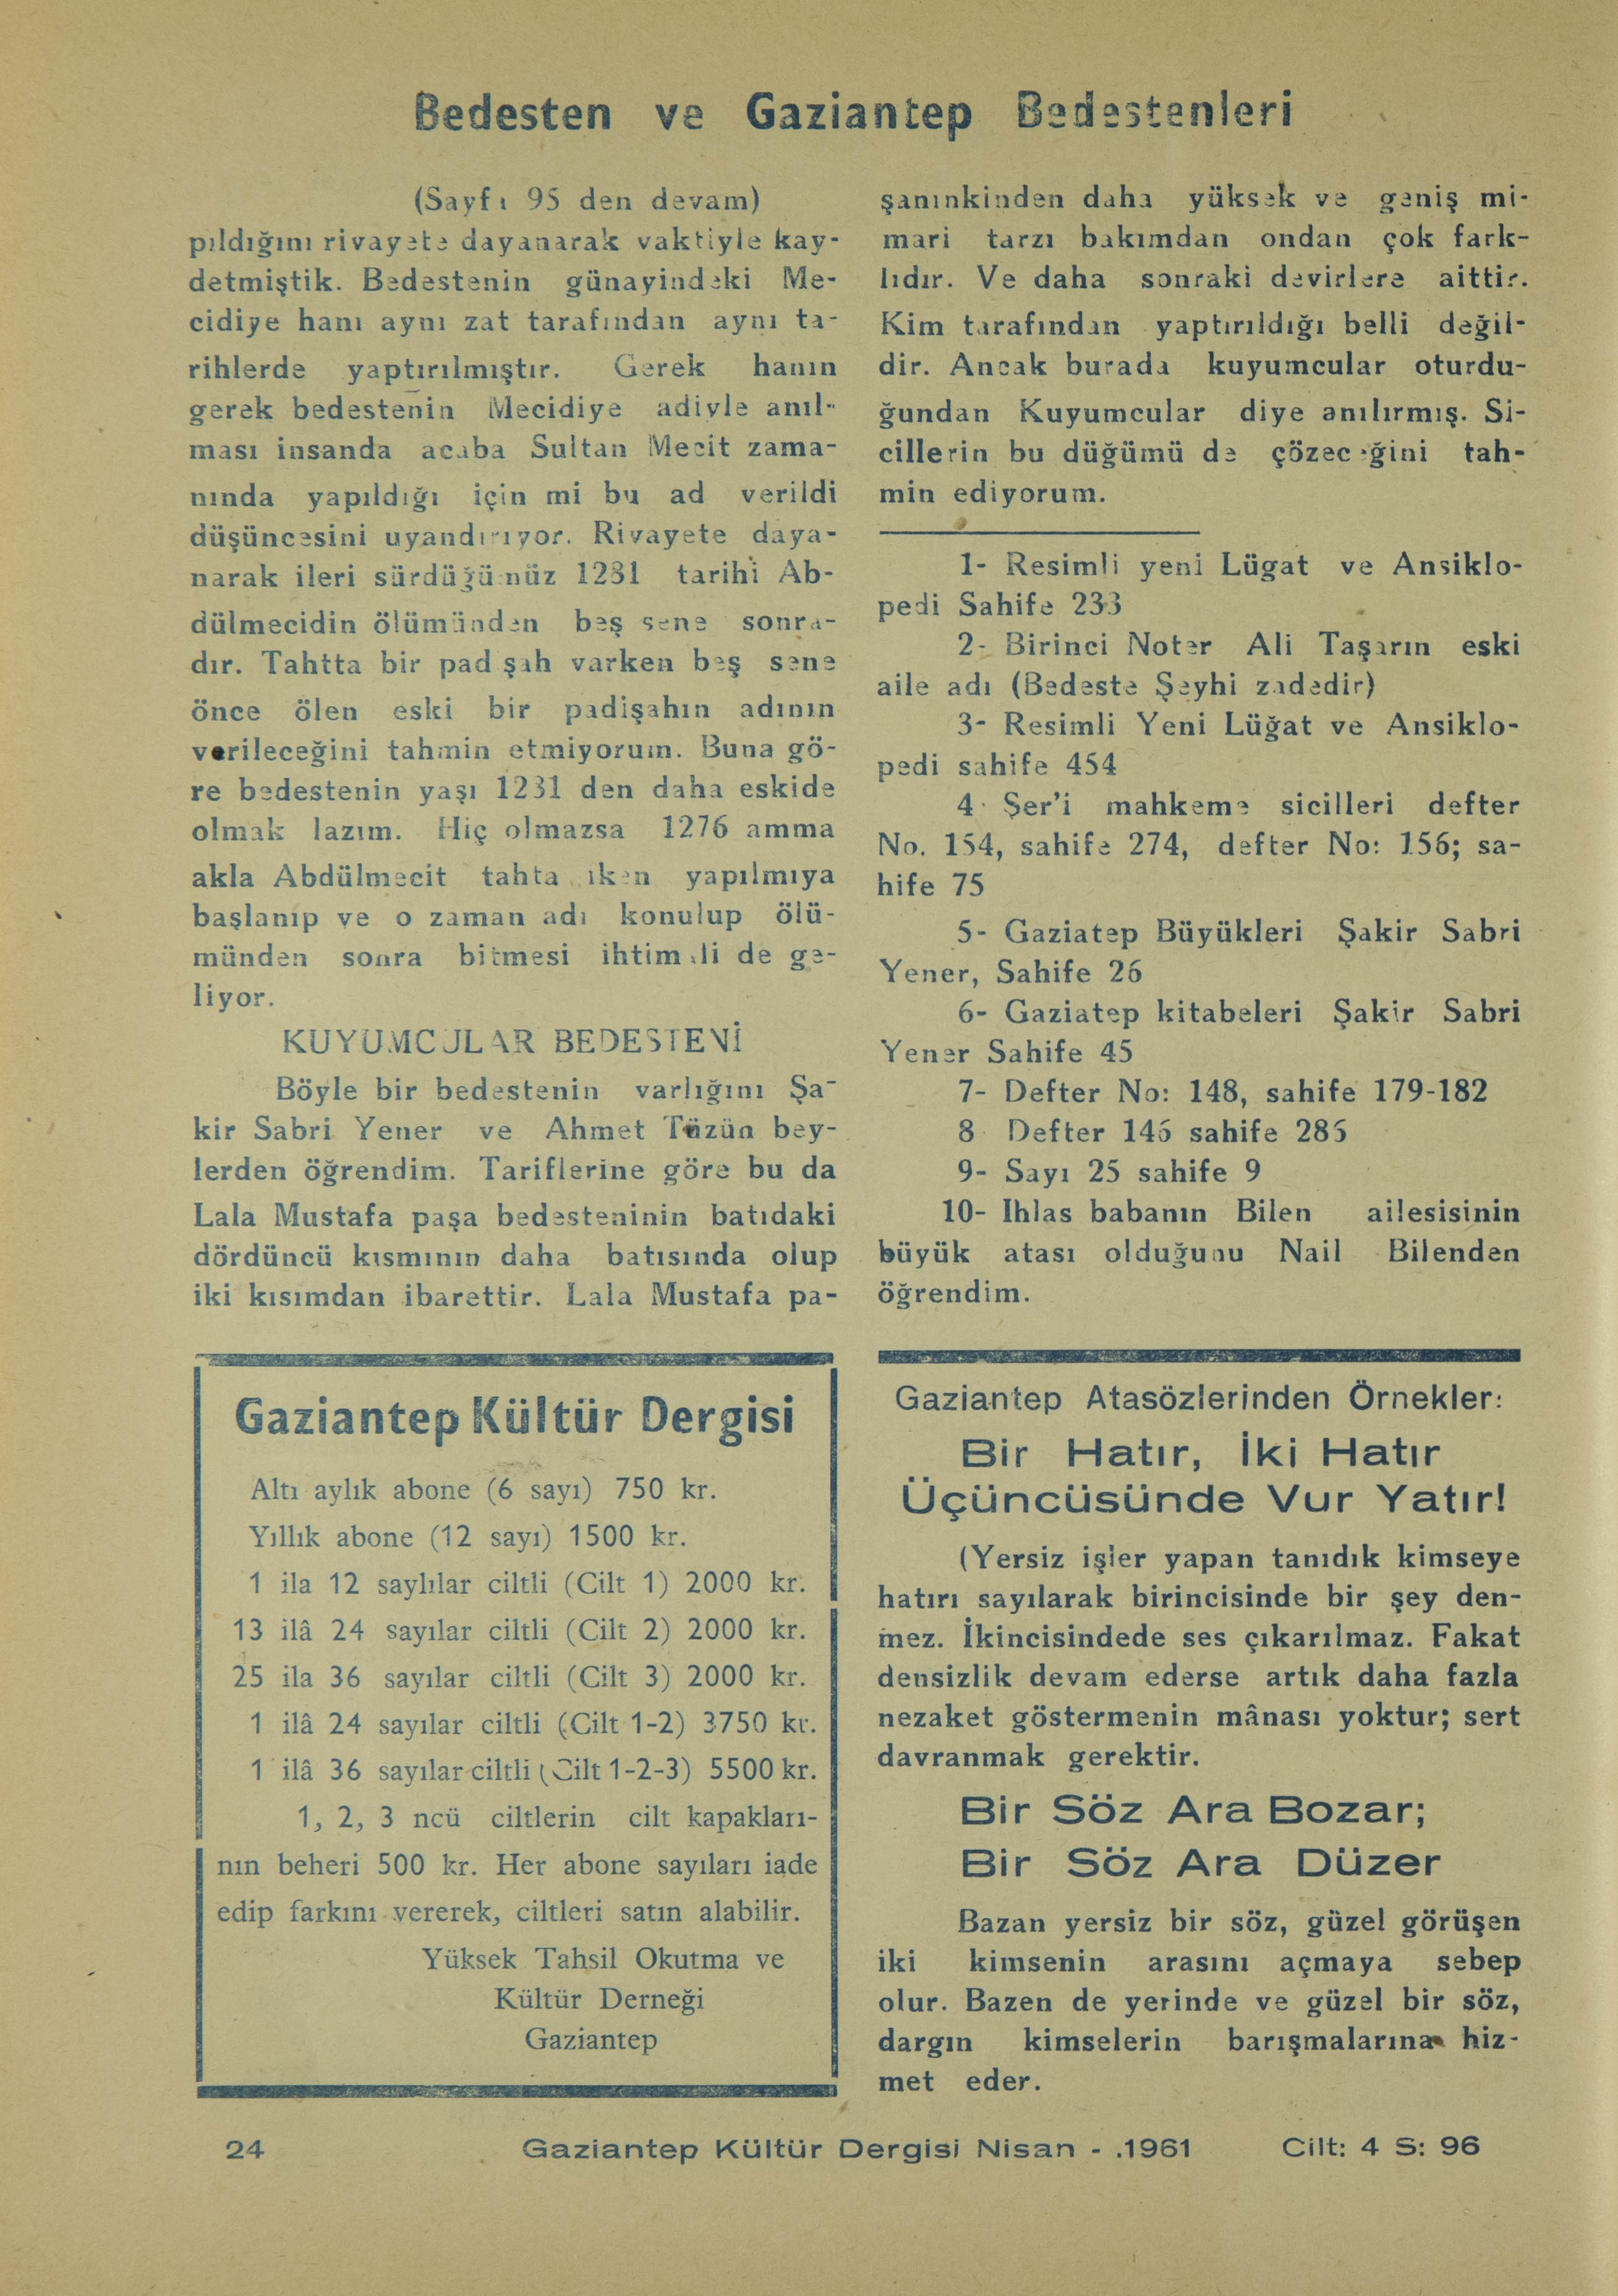 Bedesten ve Gaziantep Bedestenleri
(Sayfı 95 den devam)
pıldığını rivayete dayanarak vaktiyle kay-
detmiştik. Bedestenin günayindeki Me-
cidiye hanı aynı zat tarafından aynı ta-
rihlerde yaptırılmıştır. Gerek hanın
gerek bedestenin Mecidiye adiyle anıl-
ması insanda acaba Sultan Mecit zama-
nında yapıldığı için mi bu ad verildi
düşüncesini uyandırıyor. Rivayete daya-
narak ileri sürdüğümüz 1281 tarihi Ab-
dülmecidin ölümünden beş sene sonra-
dır. Tahtta bir padişah varken beş sene
önce ölen eski bir padişahın adının
verileceğini tahmin etmiyorum. Buna gö-
re bedestenin yaşı 1281 den daha eskide
olmak lazım. Hiç olmazsa 1276 amma
akla Abdülmecit tahta iken yapılmıya
başlanıp ve o zaman adı konulup ölü-
münden sonra bitmesi ihtimali de ge-
liyor.
KUYUMCULAR BEDESTENİ
Böyle bir bedestenin varlığını Şa-
kir Sabri Yener ve Ahmet Tüzün bey-
lerden öğrendim. Tariflerine göre bu da
Lala Mustafa paşa bedesteninin batıdaki
dördüncü kısmının daha batısında olup
iki kısımdan ibarettir. Lala Mustafa pa-
şanınkinden daha yüksek ve geniş mi-
mari tarzı bakımdan ondan çok fark-
lıdır. Ve daha sonraki devirlere aittir.
Kim tarafından yaptırıldığı belli değil-
dir. Ancak burada kuyumcular oturdu-
ğundan Kuyumcular diye anılırmış. Si-
cillerin bu düğümü de çözeceğini tah-
min ediyorum.
1- Resimli yeni Lügat ve Ansiklo-
pedi Sahife 233
2- Birinci Noter Ali Taşarın eski
aile adı (Bedeste Şeyhi zadedir)
3- Resimli Yeni Lüğat ve Ansiklo-
pedi sahife 454
4- Şer'i mahkeme sicilleri defter
No. 154, sahife 274, defter No: 156; sa-
hife 75
5- Gaziatep Büyükleri Şakir Sabri
Yener, Sahife 26
6- Gaziatep kitabeleri Şakir Sabri
Yener Sahife 45
7- Defter No: 148, sahife 179-182
8 Defter 146 sahife 285
9- Sayı 25 sahife 9
10- Ihlas babanın Bilen ailesisinin
büyük atası olduğunu Nail Bilenden
öğrendim.
Gaziantep Kültür Dergisi
Altı aylık abone (6 sayı) 750 kr.
Yıllık abone (12 sayı) 1500 kr.
1 ila 12 saylılar ciltli (Cilt 1) 2000 kr.
13 ilâ 24 sayılar ciltli (Cilt 2) 2000 kr.
25 ila 36 sayılar ciltli (Cilt 3) 2000 kr.
1 ilâ 24 sayılar ciltli (Cilt 1-2) 3750 kr.
1 ilâ 36 sayılar ciltli (Cilt 1-2-3) 5500 kr.
1, 2, 3 ncü ciltlerin cilt kapakları-
nın beheri 500 kr. Her abone sayıları iade
edip farkını vererek, ciltleri satın alabilir.
Yüksek Tahsil Okutma ve
Kültür Derneği
Gaziantep
Gaziantep Atasözlerinden Örnekler:
Bir Hatır, İki Hatır
Üçüncüsünde Vur Yatır!
(Yersiz işler yapan tanıdık kimseye
hatırı sayılarak birincisinde bir şey den-
mez. İkincisindede ses çıkarılmaz. Fakat
densizlik devam ederse artık daha fazla
nezaket göstermenin mânası yoktur; sert
davranmak gerektir.
Bir Söz Ara Bozar;
Bir Söz Ara Düzer
Bazan yersiz bir söz, güzel görüşen
iki kimsenin arasını açmaya sebep
olur. Bazen de yerinde ve güzel bir söz,
dargın kimselerin barışmalarına hiz-
met eder.
24 Gaziantep Kültür Dergisi Nisan - .1961 Cilt: 4 S: 96